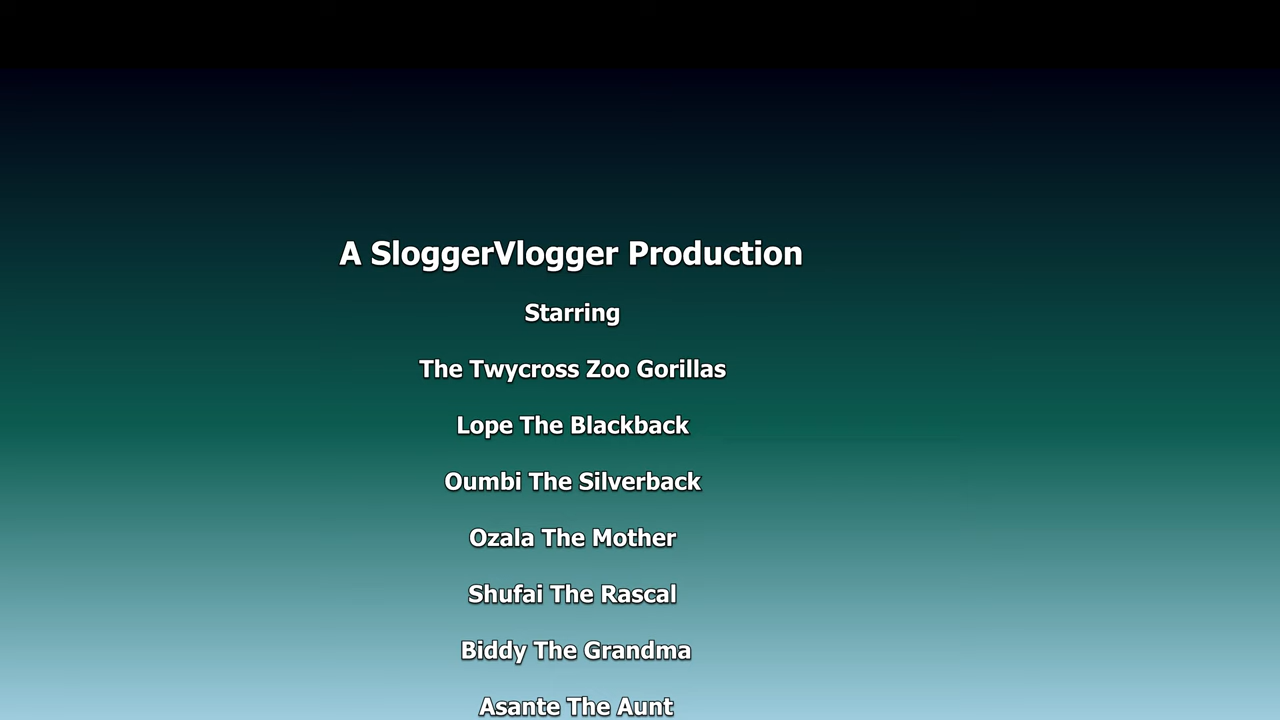 A SloggerVlogger Production
Starring
The Twycross Zoo Gorillas
Lope The Blackback
Oumbi The Silverback
Ozala The Mother
Shufai The Rascal
Biddy The Grandma
Asante The Aunt